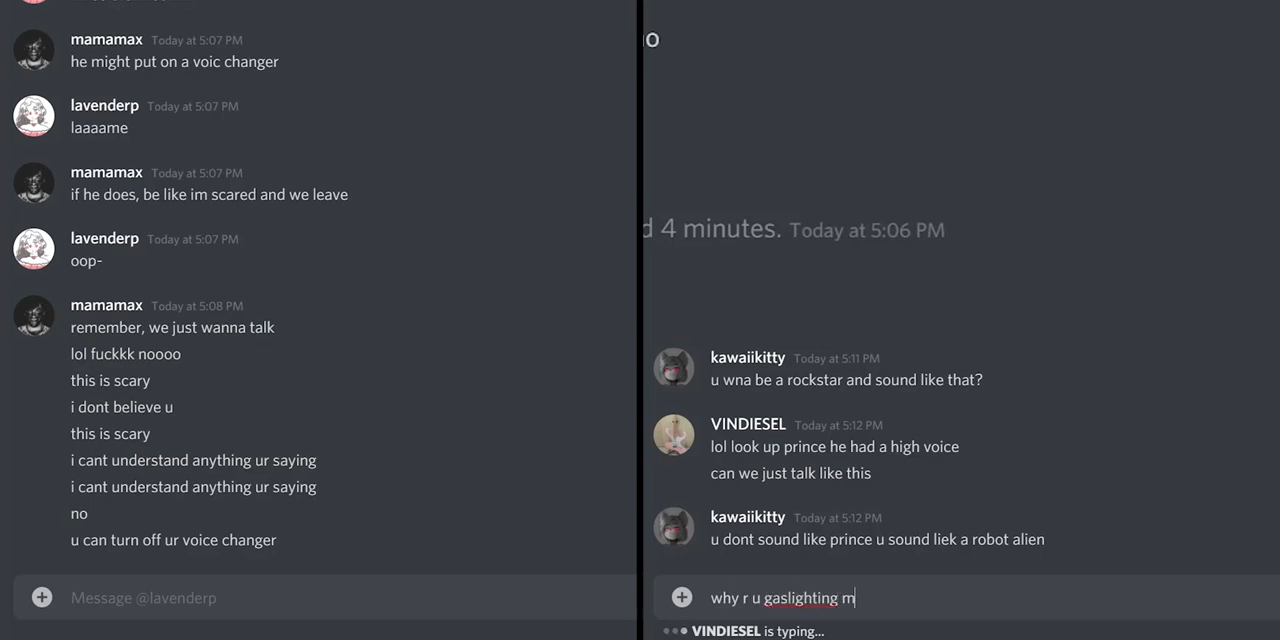 mamamax Today at 5:07 PM
he might put on a voic changer
lavenderp Today at 5:07 PM
laaaame
mamamax Today at 5:07 PM
if he does, be like im scared and we leave
lavenderp Today at 5:07 PM
oop-
mamamax Today at 5:08 PM
remember, we just wanna talk
lol fuckkk noooo
this is scary
i dont believe u
this is scary
i cant understand anything ur saying
i cant understand anything ur saying
no
u can turn off ur voice changer
Message @lavenderp
4 minutes. Today at 5:06 PM
kawaiikitty Today at 5:11 PM
u wna be a rockstar and sound like that?
VINDIESEL Today at 5:12 PM
lol look up prince he had a high voice
can we just talk like this
kawaiikitty Today at 5:12 PM
u dont sound like prince u sound liek a robot alien
why r u gaslighting m
VINDIESEL is typing...